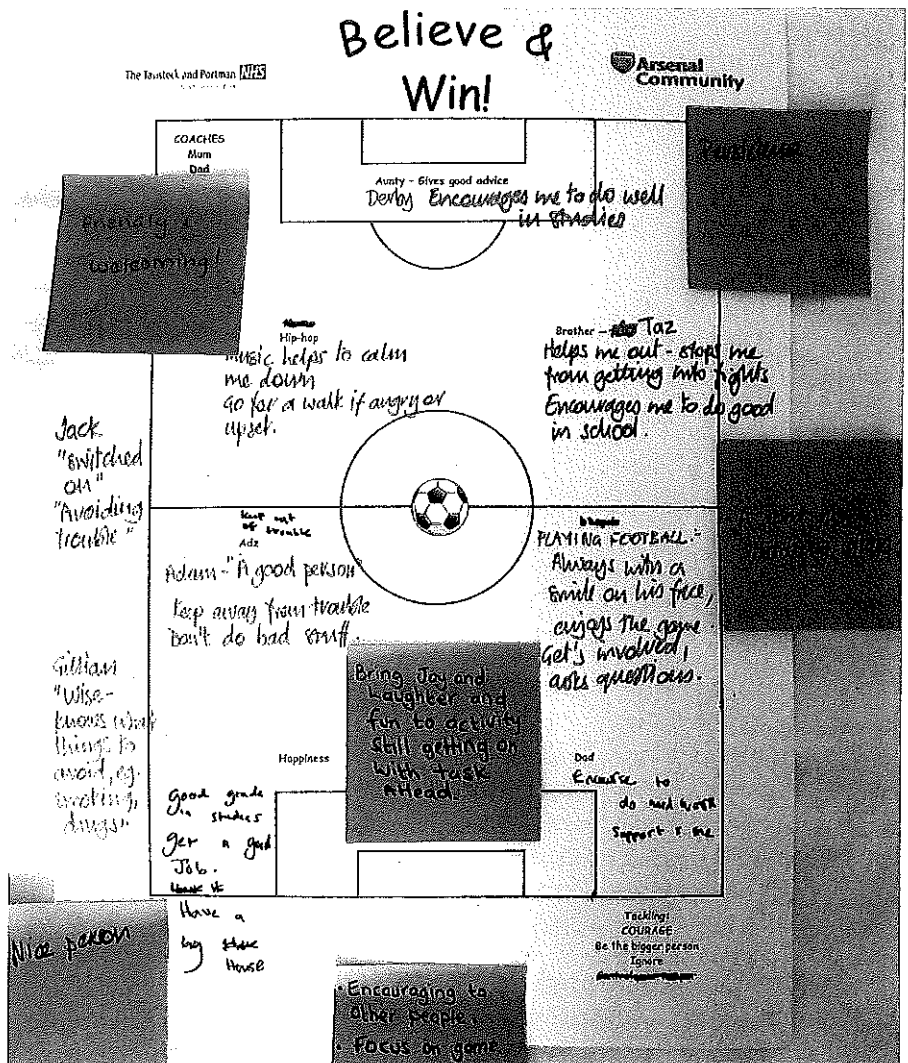 Believe &
Win!
The Tavistock and Portman NHS
Arsenal
Community
COACHES
Mum
Dad
Friendly
welcoming!
Aunty - Gives good advice
Derby Encourages me to do well
in studies
Hip-hop
Music helps to calm
me down
Go for a walk if angry or
upset.
Brother - Taz
Helps me out - stops me
from getting into fights
Encourages me to do good
in school.
Jack
"switched
on"
"Avoiding
trouble"
Keep out
of trouble
Adz
Adam - "A good person"
Keep away from trouble
Don't do bad stuff.
PLAYING FOOTBALL -
Always with a
smile on his face,
enjoys the game.
Get's involved,
asks questions.
Gillian
"Wise-
knows what
things to
avoid, eg.
smoking,
drugs"
Bring Joy and
Laughter and
fun to activity
still getting on
with task
AHead.
Happiness
Good grade
in studies
get a good
Job.
Have a
big
House
Dad
to
do
support me
Nice person
Tackling:
COURAGE
Be the bigger person
Ignore
• Encouraging to
other people.
• Focus on game